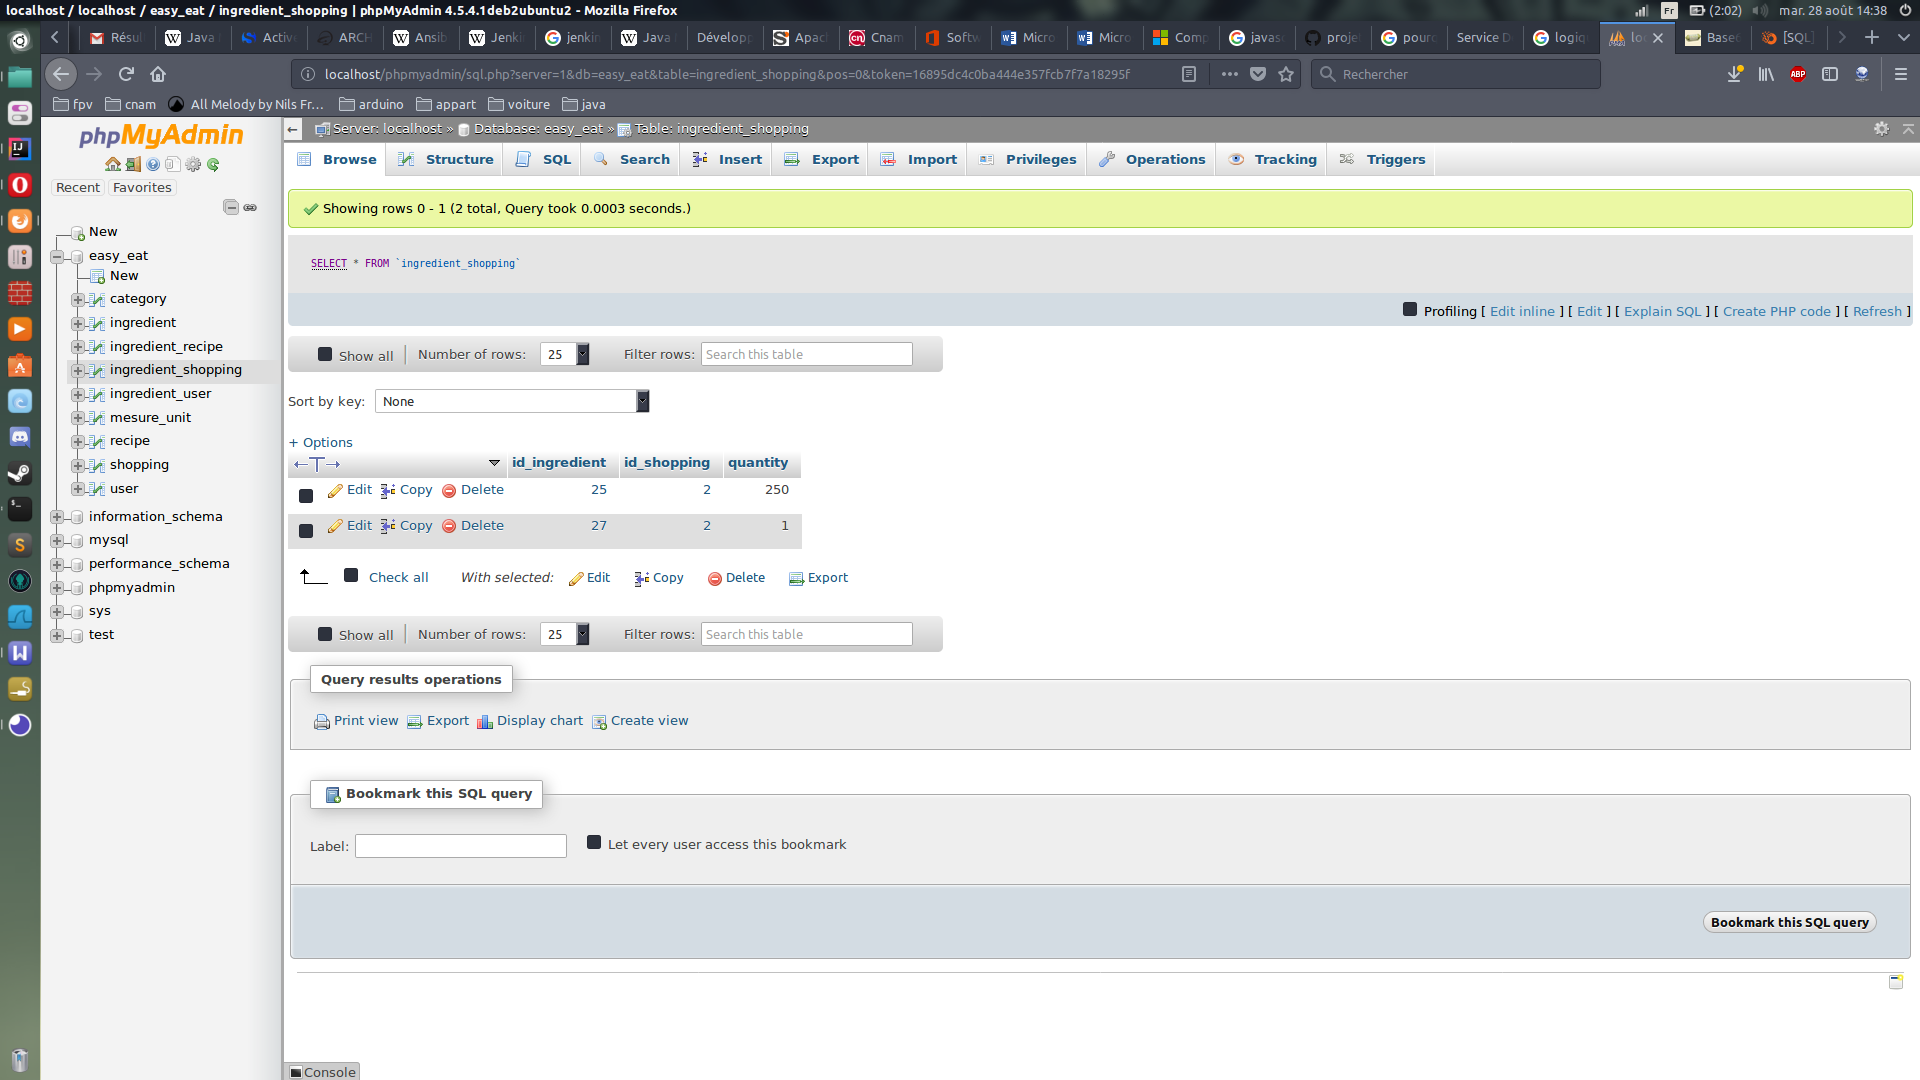 localhost / localhost / easy_eat / ingredient_shopping | phpMyAdmin 4.5.4.1deb2ubuntu2 - Mozilla Firefox
Fr (2:02) mar. 28 août 14:38
Résul Java Active ARCH Ansib Jenki jenkin Java Dévelop Apac Cnam Softw Micro Micro Comp javas proje pourc Service D logiq loc Base [SQL]
localhost/phpmyadmin/sql.php?server=1&db=easy_eat&table=ingredient_shopping&pos=0&token=16895dc4c0ba444e357fcb7f7a18295f
Rechercher
ABP
fpv cnam All Melody by Nils Fr... arduino appart voiture java
phpMyAdmin
Recent Favorites
New
easy_eat
New
category
ingredient
ingredient_recipe
ingredient_shopping
ingredient_user
mesure_unit
recipe
shopping
user
information_schema
mysql
performance_schema
phpmyadmin
sys
test
Server: localhost » Database: easy_eat » Table: ingredient_shopping
Browse Structure SQL Search Insert Export Import Privileges Operations Tracking Triggers
Showing rows 0 - 1 (2 total, Query took 0.0003 seconds.)
SELECT * FROM `ingredient_shopping`
Profiling [ Edit inline ] [ Edit ] [ Explain SQL ] [ Create PHP code ] [ Refresh ]
Show all Number of rows: 25 Filter rows: Search this table
Sort by key: None
+ Options
id_ingredient id_shopping quantity
Edit Copy Delete 25 2 250
Edit Copy Delete 27 2 1
Check all With selected: Edit Copy Delete Export
Show all Number of rows: 25 Filter rows: Search this table
Query results operations
Print view Export Display chart Create view
Bookmark this SQL query
Label: Let every user access this bookmark
Bookmark this SQL query
Console